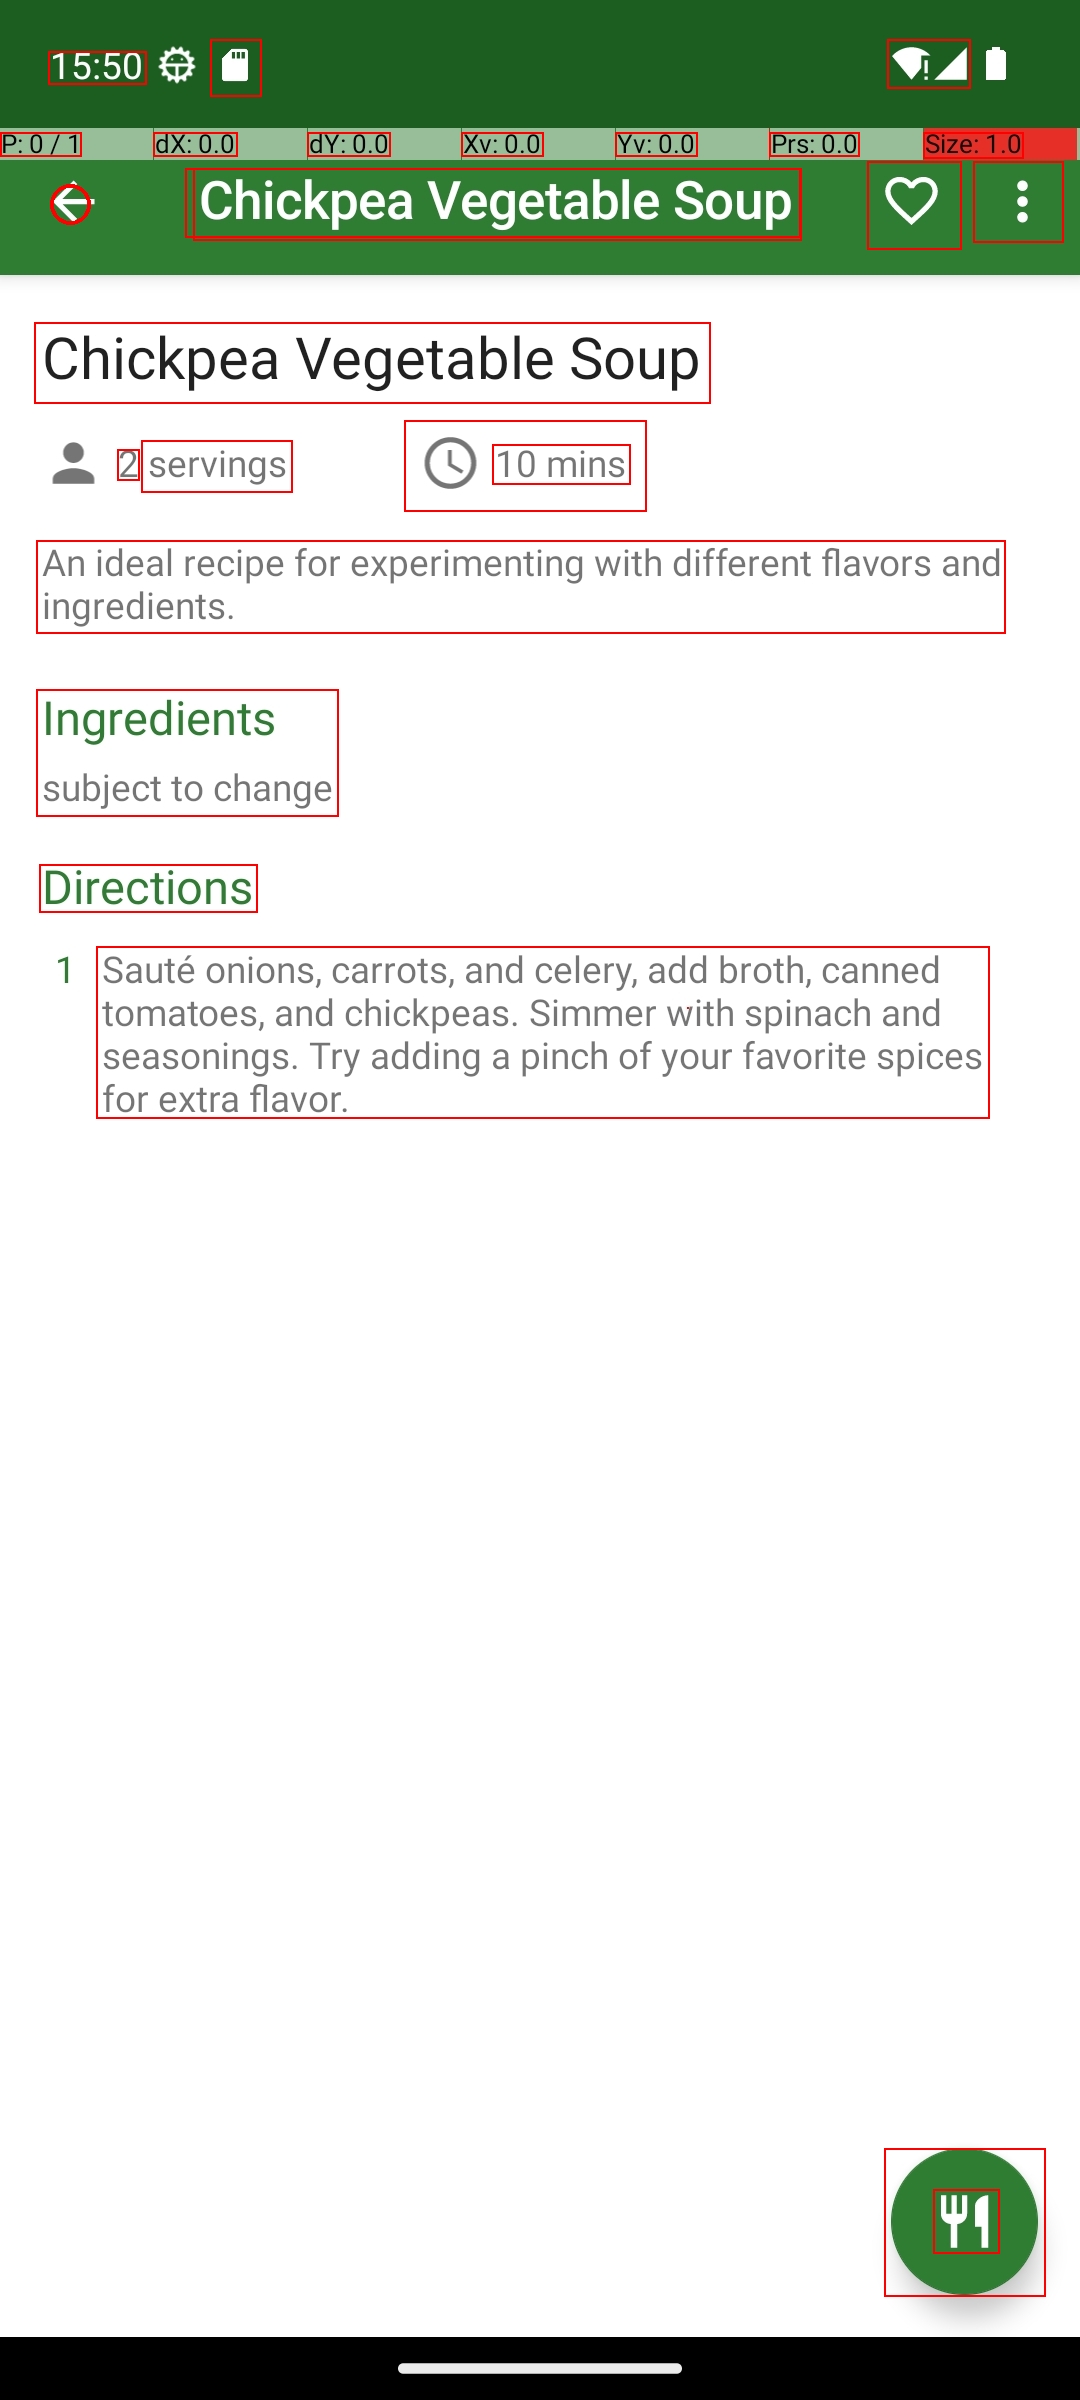 15:50
P: 0 / 1 dX: 0.0 dY: 0.0 Xv: 0.0 Yv: 0.0 Prs: 0.0 Size: 1.0
Chickpea Vegetable Soup
Chickpea Vegetable Soup
2 servings 10 mins
An ideal recipe for experimenting with different flavors and
ingredients.
Ingredients
subject to change
Directions
1 Sauté onions, carrots, and celery, add broth, canned
tomatoes, and chickpeas. Simmer with spinach and
seasonings. Try adding a pinch of your favorite spices
for extra flavor.